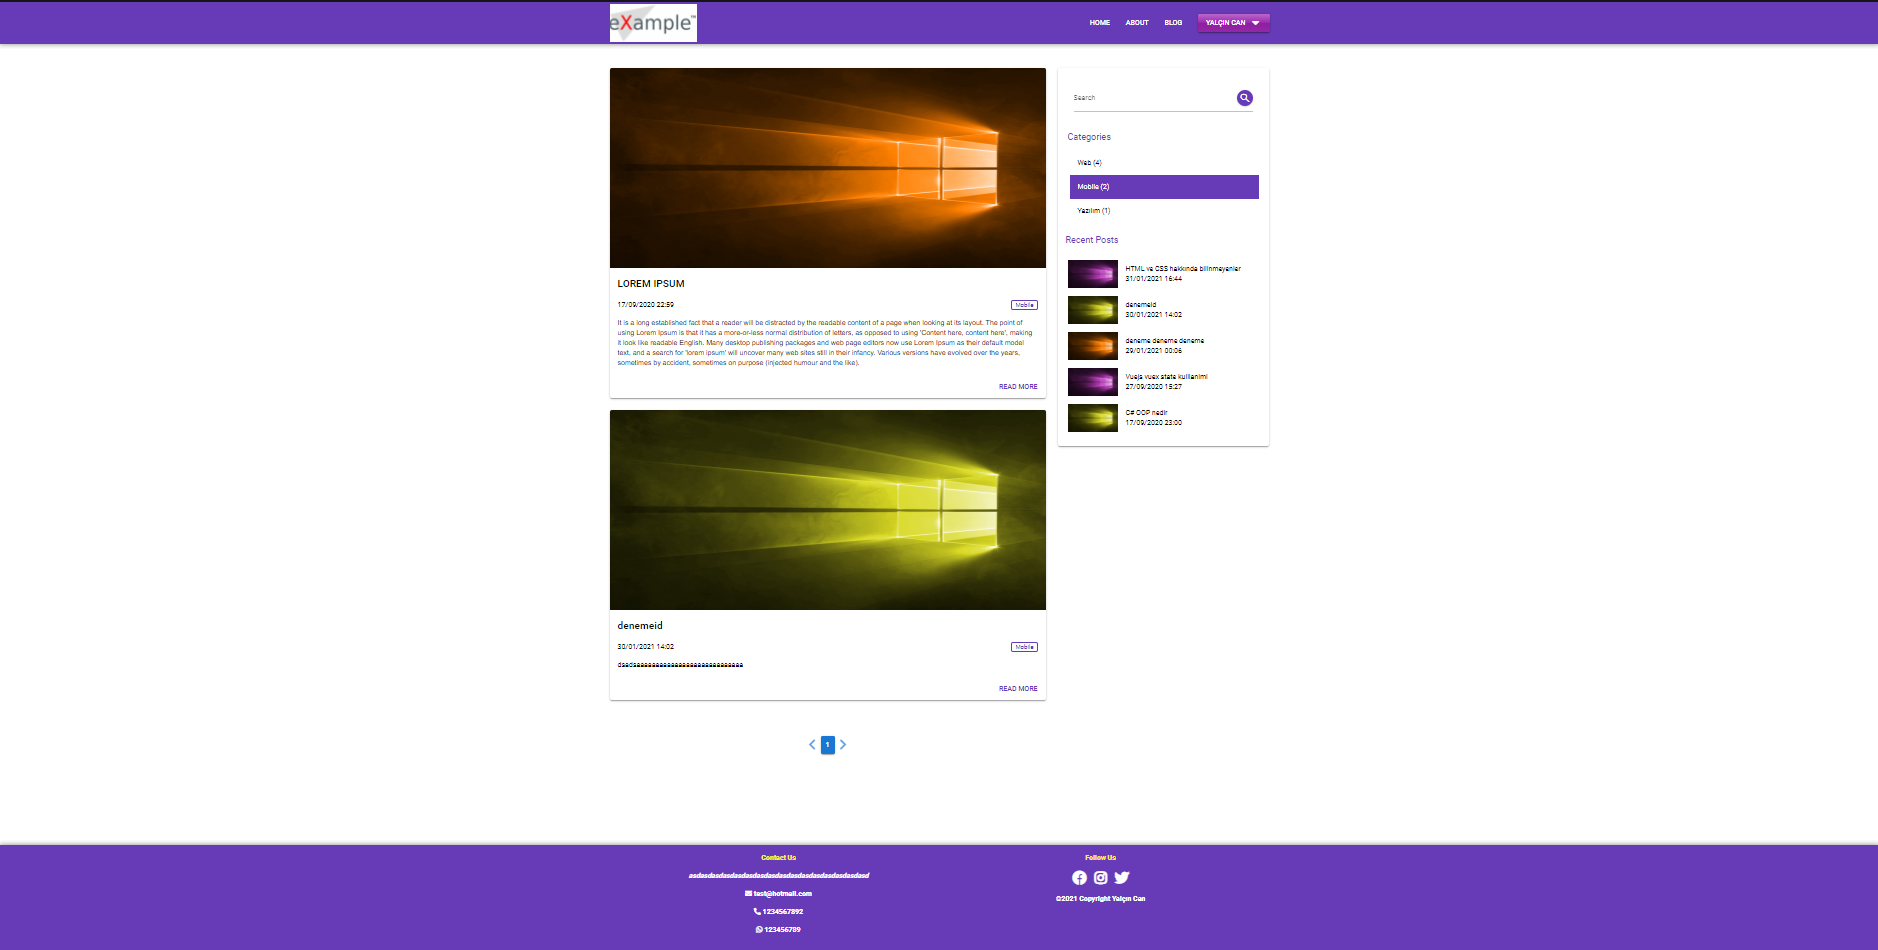 eXample™
HOME ABOUT BLOG YALÇIN CAN
LOREM IPSUM
17/09/2020 22:59 Mobile
It is a long established fact that a reader will be distracted by the readable content of a page when looking at its layout. The point of
using Lorem Ipsum is that it has a more-or-less normal distribution of letters, as opposed to using 'Content here, content here', making
it look like readable English. Many desktop publishing packages and web page editors now use Lorem Ipsum as their default model
text, and a search for 'lorem ipsum' will uncover many web sites still in their infancy. Various versions have evolved over the years,
sometimes by accident, sometimes on purpose (injected humour and the like).
READ MORE
denemeid
30/01/2021 14:02 Mobile
READ MORE
1
Search
Categories
Web (4)
Mobile (2)
Yazılım (1)
Recent Posts
HTML ve CSS hakkında bilinmeyenler
31/01/2021 16:44
denemeid
30/01/2021 14:02
deneme deneme deneme
29/01/2021 00:06
Vuejs vuex state kullanimi
27/09/2020 15:27
C# OOP nedir
17/09/2020 23:00
Contact Us
test@hotmail.com
1234567892
123456789
Follow Us
©2021 Copyright Yalçın Can